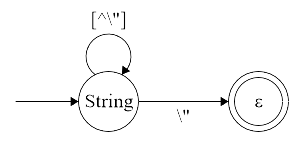 [^\"]
String
\"
ε